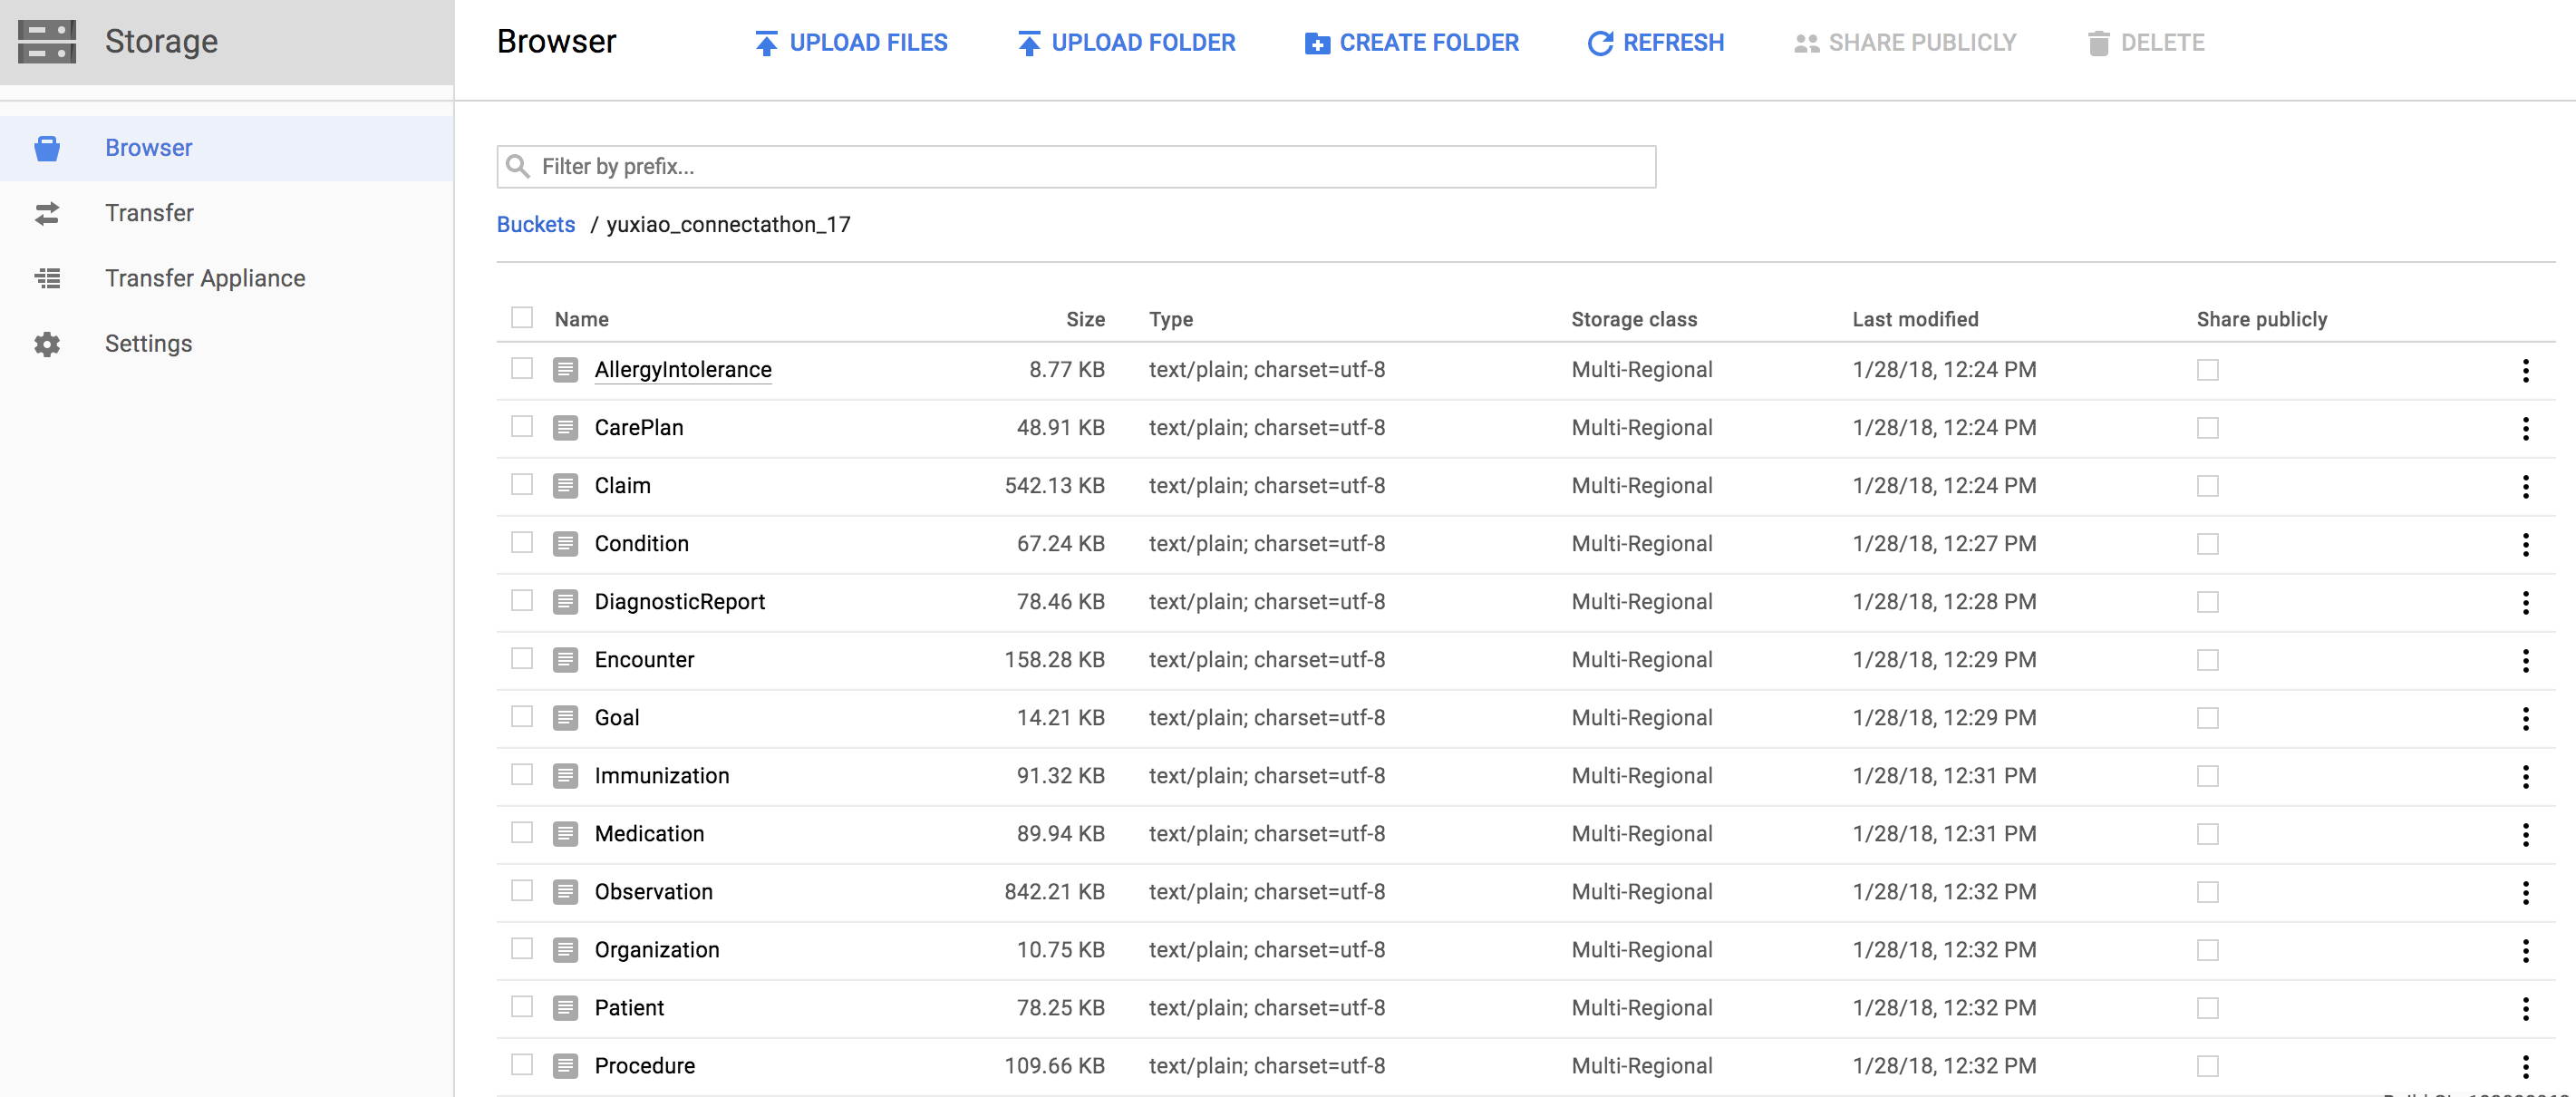 Storage
Browser UPLOAD FILES UPLOAD FOLDER CREATE FOLDER REFRESH SHARE PUBLICLY DELETE
Browser
Transfer
Transfer Appliance
Settings
Filter by prefix...
Buckets / yuxiao_connectathon_17
Name Size Type Storage class Last modified Share publicly
AllergyIntolerance 8.77 KB text/plain; charset=utf-8 Multi-Regional 1/28/18, 12:24 PM
CarePlan 48.91 KB text/plain; charset=utf-8 Multi-Regional 1/28/18, 12:24 PM
Claim 542.13 KB text/plain; charset=utf-8 Multi-Regional 1/28/18, 12:24 PM
Condition 67.24 KB text/plain; charset=utf-8 Multi-Regional 1/28/18, 12:27 PM
DiagnosticReport 78.46 KB text/plain; charset=utf-8 Multi-Regional 1/28/18, 12:28 PM
Encounter 158.28 KB text/plain; charset=utf-8 Multi-Regional 1/28/18, 12:29 PM
Goal 14.21 KB text/plain; charset=utf-8 Multi-Regional 1/28/18, 12:29 PM
Immunization 91.32 KB text/plain; charset=utf-8 Multi-Regional 1/28/18, 12:31 PM
Medication 89.94 KB text/plain; charset=utf-8 Multi-Regional 1/28/18, 12:31 PM
Observation 842.21 KB text/plain; charset=utf-8 Multi-Regional 1/28/18, 12:32 PM
Organization 10.75 KB text/plain; charset=utf-8 Multi-Regional 1/28/18, 12:32 PM
Patient 78.25 KB text/plain; charset=utf-8 Multi-Regional 1/28/18, 12:32 PM
Procedure 109.66 KB text/plain; charset=utf-8 Multi-Regional 1/28/18, 12:32 PM